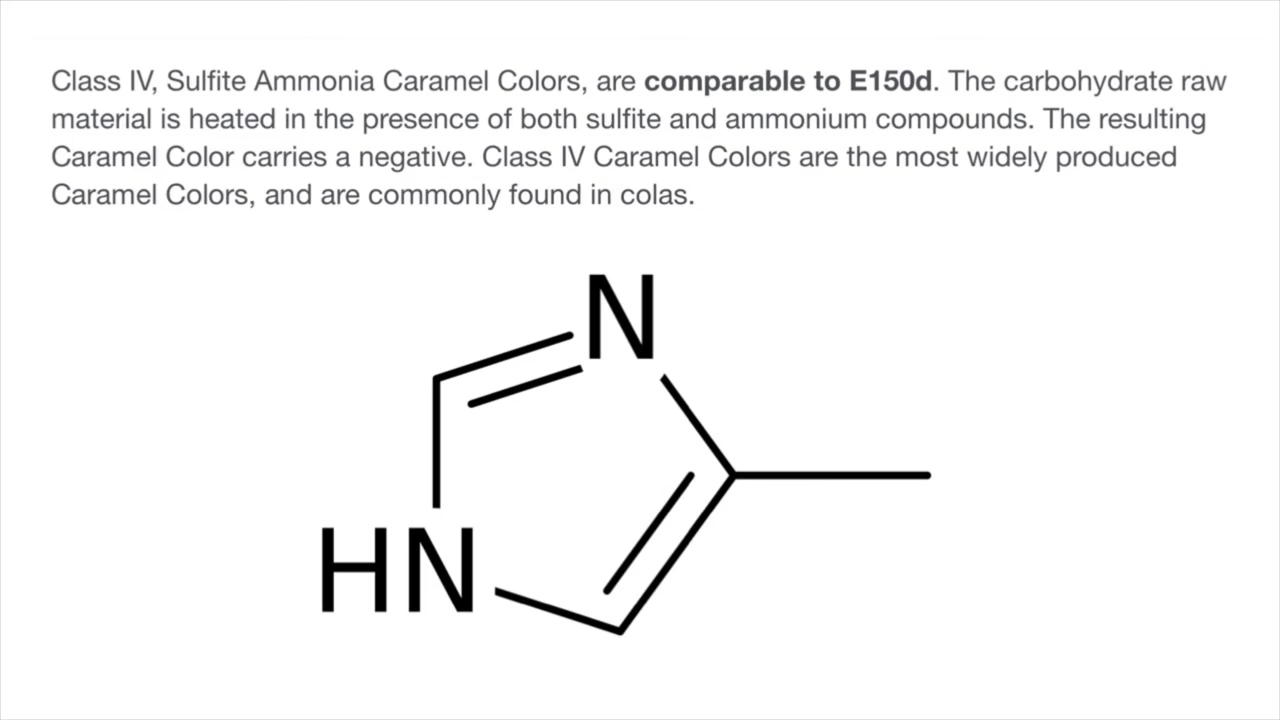 Class IV, Sulfite Ammonia Caramel Colors, are comparable to E150d. The carbohydrate raw
material is heated in the presence of both sulfite and ammonium compounds. The resulting
Caramel Color carries a negative. Class IV Caramel Colors are the most widely produced
Caramel Colors, and are commonly found in colas.
N
HN